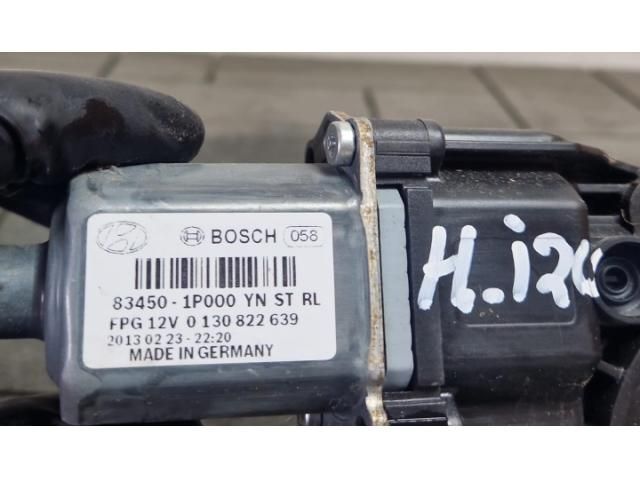 BOSCH 058
83450-1P000 YN ST RL
FPG 12V 0 130 822 639
2013 02 23 - 22:20
MADE IN GERMANY
H.i20